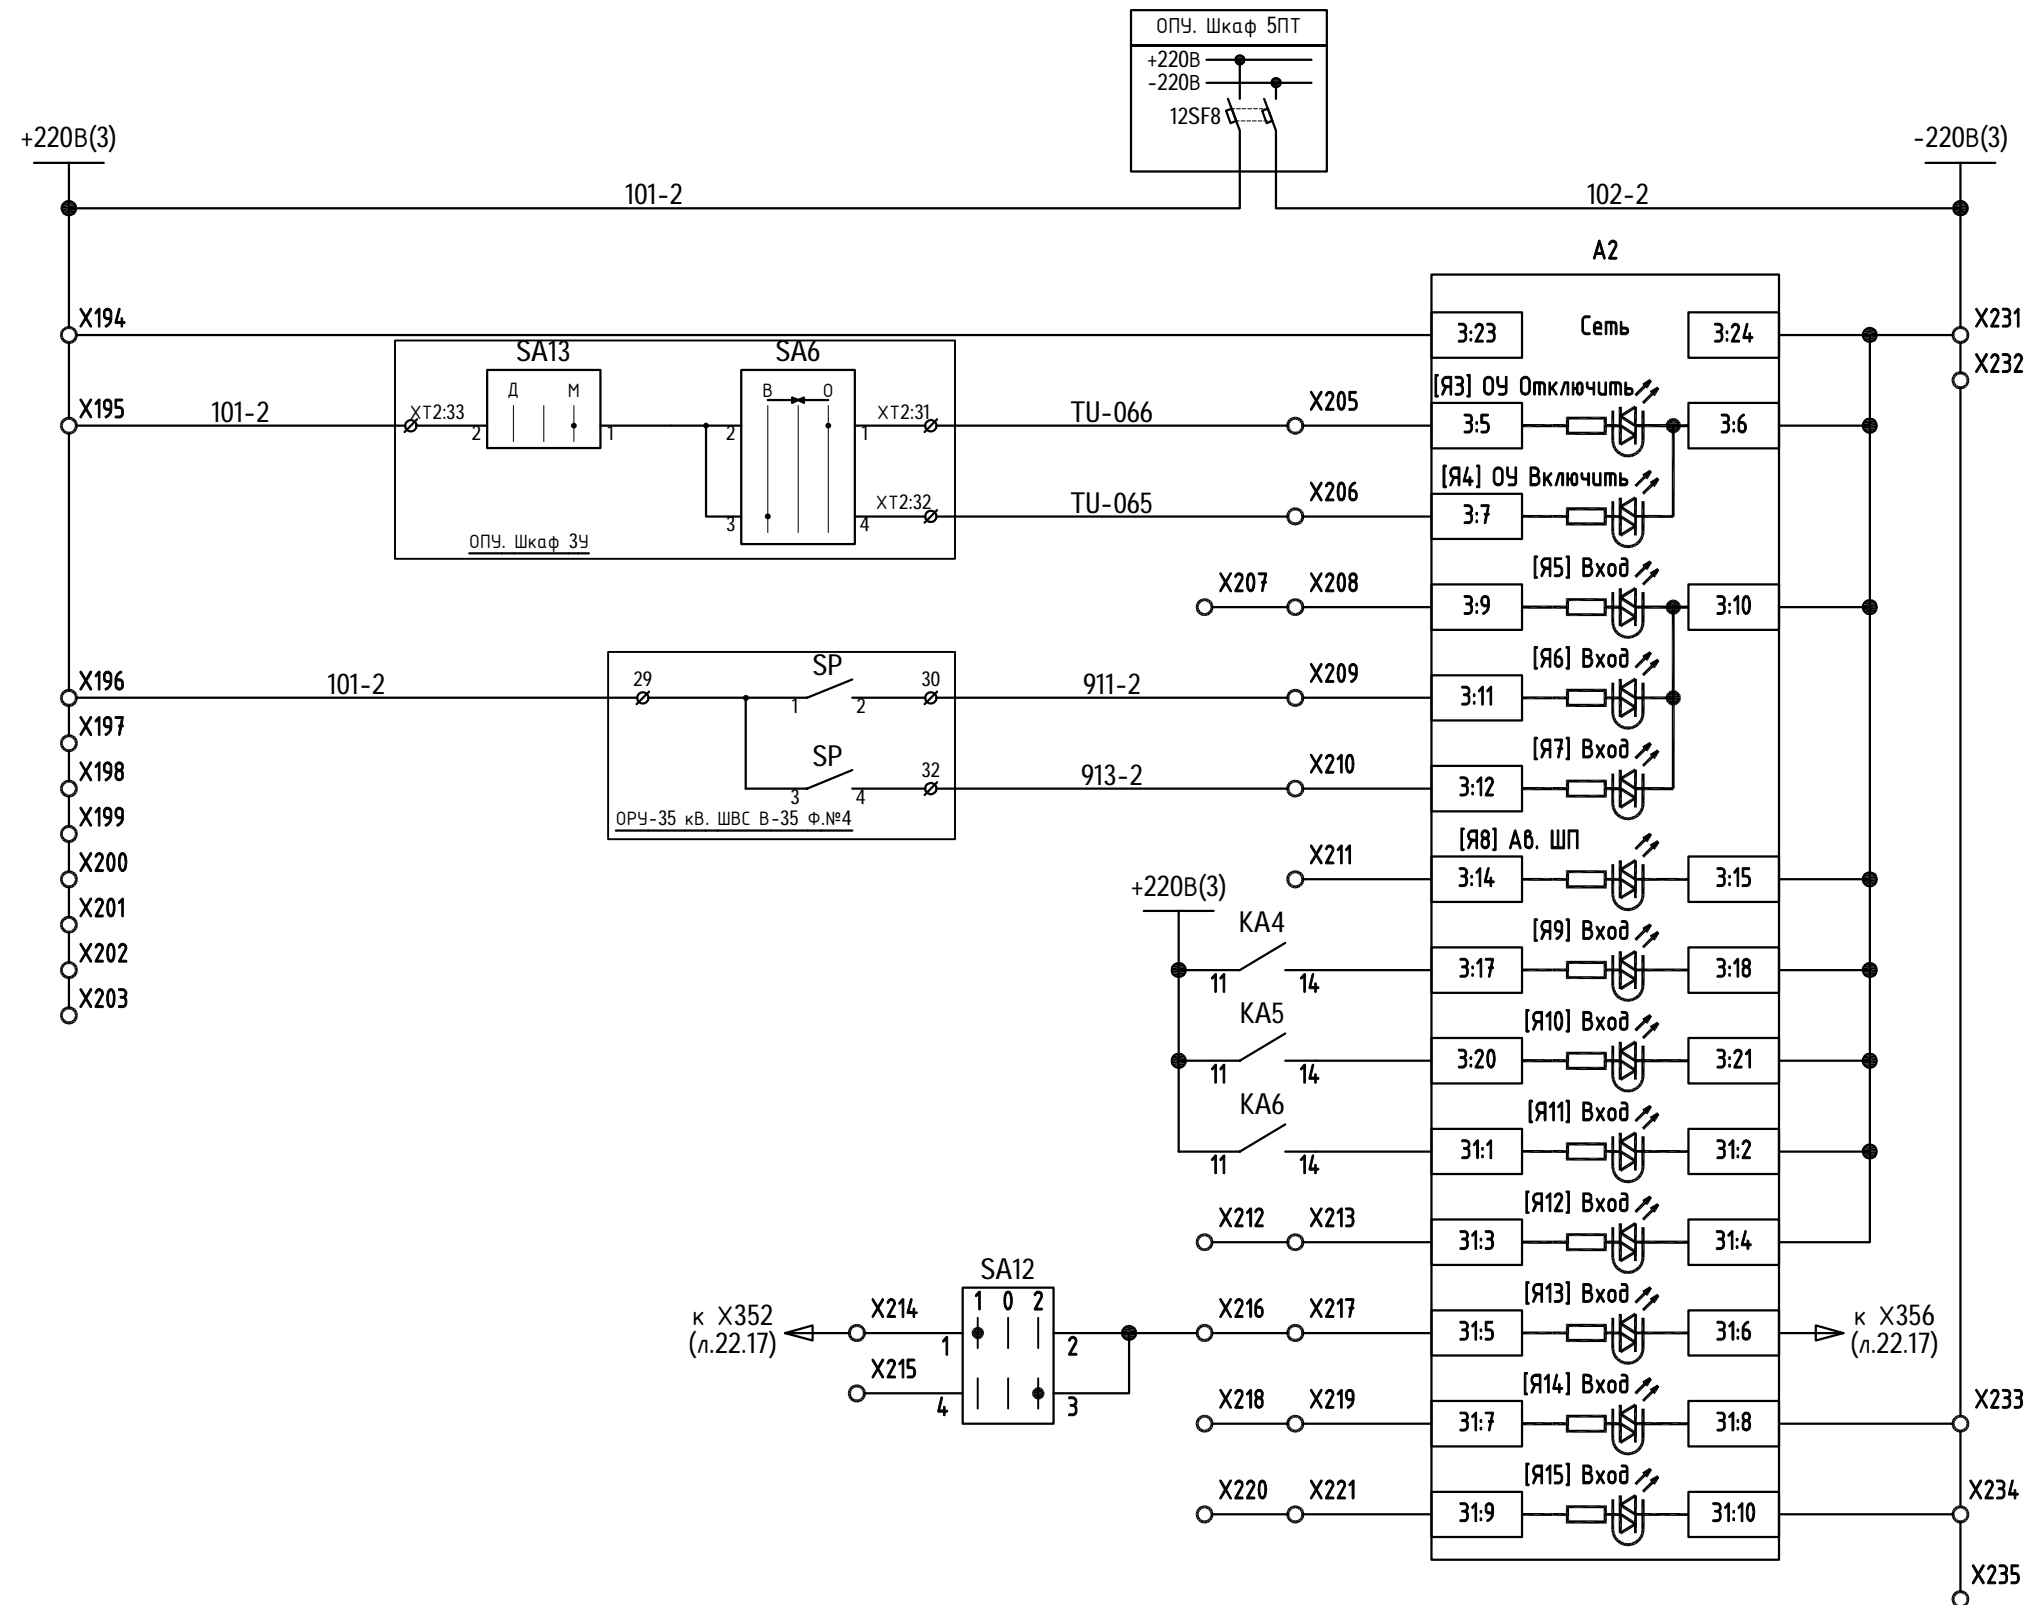 ОПУ. Шкаф 5ПТ
+220В
-220В
12SF8
+220В(3)
-220В(3)
101-2
102-2
А2
X194
3:23
Сеть
3:24
X231
X232
SA13
SA6
[Я3] ОУ Отключить
Д М
В О
X195
101-2
XT2:33
2
1
2
1
XT2:31
TU-066
X205
3:5
3:6
[Я4] ОУ Включить
3
4
XT2:32
TU-065
X206
3:7
ОПУ. Шкаф 3У
[Я5] Вход
X207
X208
3:9
3:10
[Я6] Вход
X196
101-2
29
SP
1
2
30
911-2
X209
3:11
X197
[Я7] Вход
X198
SP
3
4
32
913-2
X210
3:12
X199
ОРУ-35 кВ. ШВС В-35 Ф.№4
[Я8] Ав. ШП
X200
X211
3:14
3:15
+220В(3)
X201
KA4
[Я9] Вход
X202
11
14
3:17
3:18
X203
KA5
[Я10] Вход
11
14
3:20
3:21
KA6
[Я11] Вход
11
14
31:1
31:2
[Я12] Вход
X212
X213
31:3
31:4
SA12
[Я13] Вход
1 0 2
к X352
(л.22.17)
X214
1
2
X216
X217
31:5
31:6
к X356
(л.22.17)
X215
4
3
[Я14] Вход
X218
X219
31:7
31:8
X233
[Я15] Вход
X220
X221
31:9
31:10
X234
X235